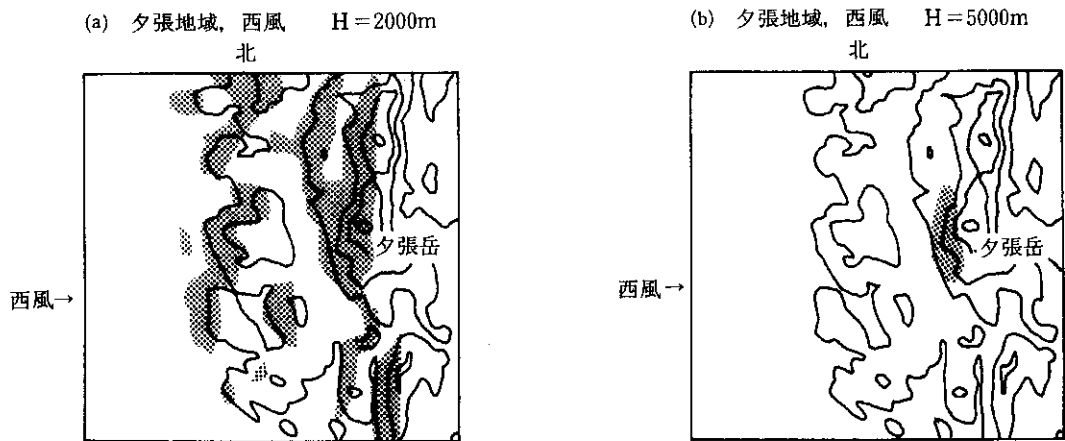 (a) 夕張地域，西風 H＝2000m
北
夕張岳
西風→
(b) 夕張地域，西風 H＝5000m
北
夕張岳
西風→